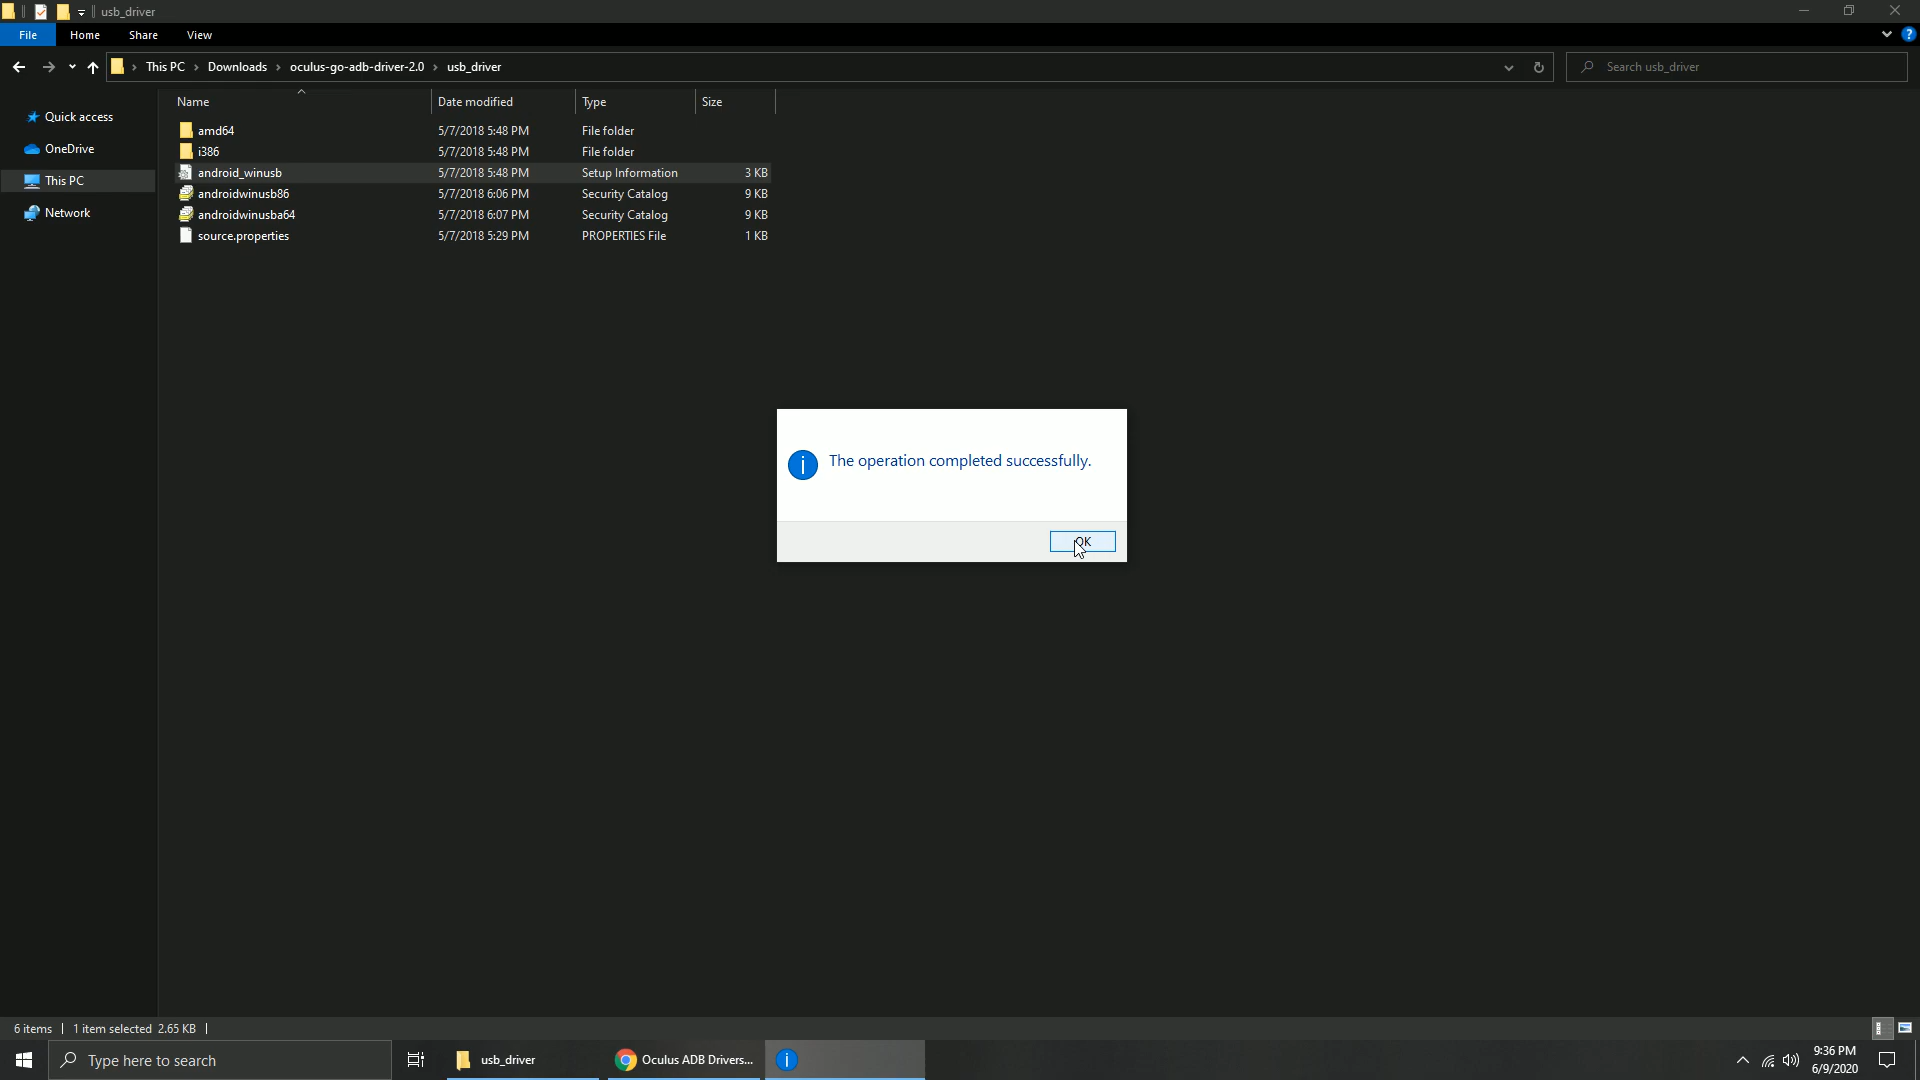 usb_driver
File Home Share View ?
This PC Downloads oculus-go-adb-driver-2.0 usb_driver Search usb_driver
Name Date modified Type Size
Quick access
OneDrive
This PC
Network
amd64 5/7/2018 5:48 PM File folder
i386 5/7/2018 5:48 PM File folder
android_winusb 5/7/2018 5:48 PM Setup Information 3 KB
androidwinusb86 5/7/2018 6:06 PM Security Catalog 9 KB
androidwinusba64 5/7/2018 6:07 PM Security Catalog 9 KB
source.properties 5/7/2018 5:29 PM PROPERTIES File 1 KB
The operation completed successfully.
OK
6 items 1 item selected 2.65 KB
Type here to search usb_driver Oculus ADB Drivers... 9:36 PM
6/9/2020